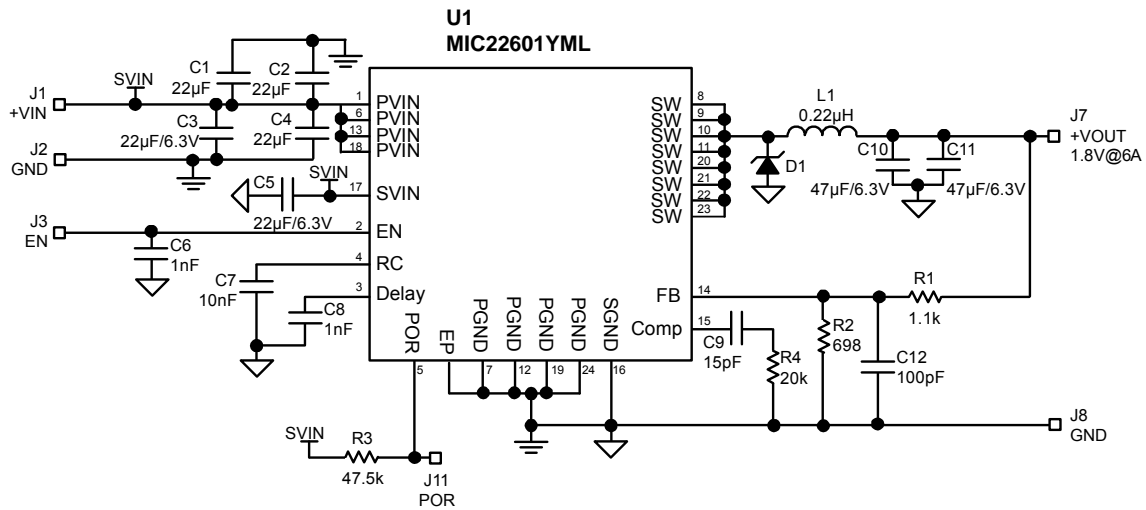 U1
MIC22601YML
J1
+VIN
SVIN
C1
22µF
C2
22µF
C3
22µF/6.3V
C4
22µF
J2
GND
1
PVIN
6
PVIN
13
PVIN
18
PVIN
SVIN
C5
22µF/6.3V
17
SVIN
J3
EN
C6
1nF
2
EN
4
RC
C7
10nF
3
Delay
C8
1nF
POR
5
EP
PGND
7
PGND
12
PGND
19
PGND
24
SGND
16
SW
8
SW
9
SW
10
SW
11
SW
20
SW
21
SW
22
SW
23
L1
0.22µH
D1
C10
47µF/6.3V
C11
47µF/6.3V
J7
+VOUT
1.8V@6A
FB
14
R1
1.1k
Comp
15
C9
15pF
R4
20k
R2
698
C12
100pF
J8
GND
SVIN
R3
47.5k
J11
POR